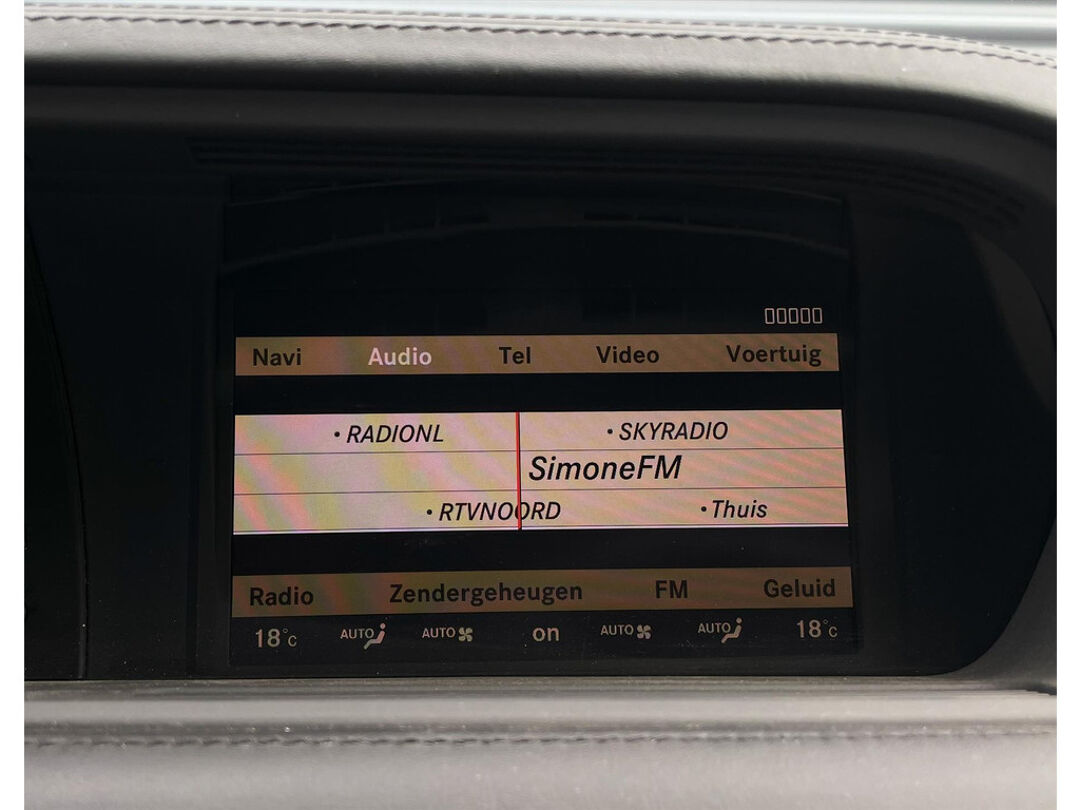 Navi Audio Tel Video Voertuig
•RADIONL •SKYRADIO
SimoneFM
•RTVNOORD •Thuis
Radio Zendergeheugen FM Geluid
18°c AUTO AUTO on AUTO AUTO 18°c